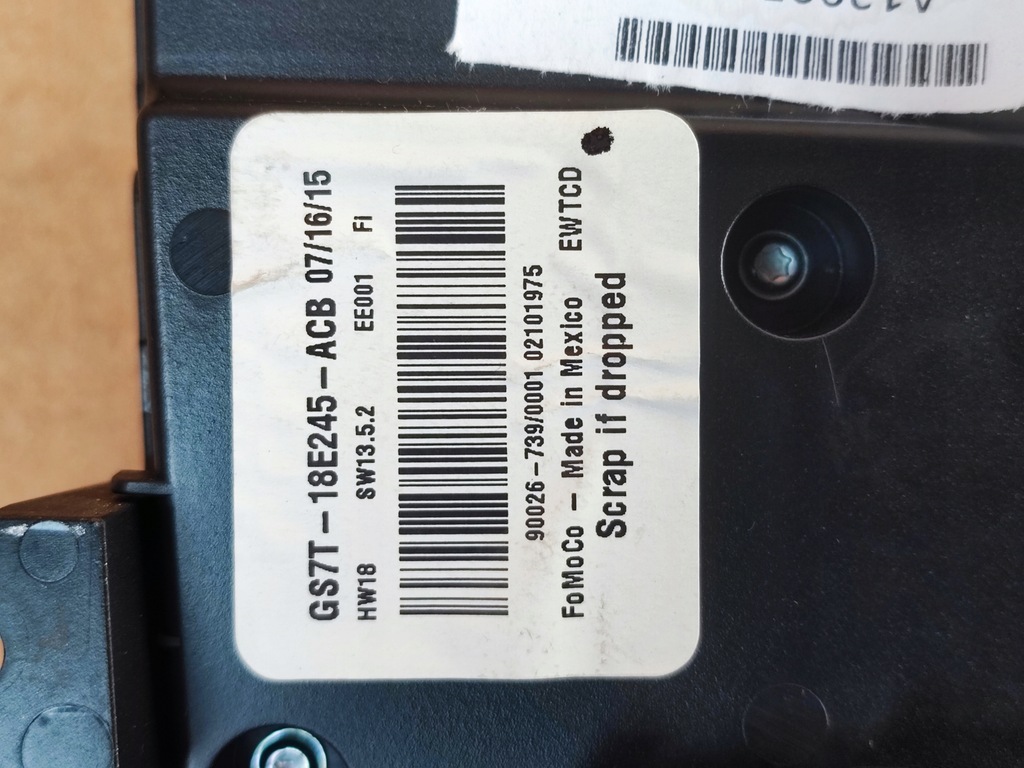 GS7T-18E245-ACB 07/16/15
HW18 SW13.5.2 EE001 Fi
90026-739/0001 02101975
FoMoCo - Made in Mexico EWTCD
Scrap if dropped